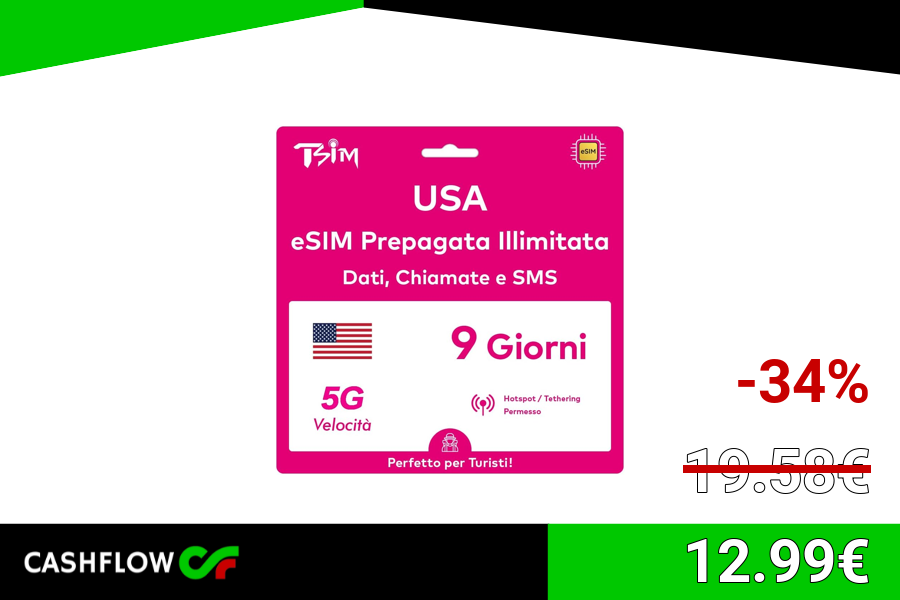 TSIM
eSIM
USA
eSIM Prepagata Illimitata
Dati, Chiamate e SMS
9 Giorni
5G
Velocità
Hotspot / Tethering
Permesso
Perfetto per Turisti!
-34%
19.58€
CASHFLOW
12.99€